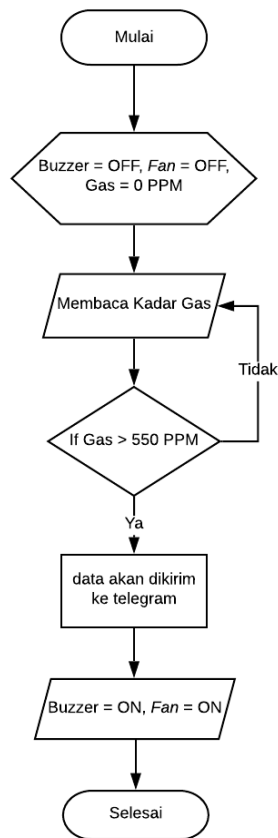 Mulai
Buzzer = OFF, Fan = OFF,
Gas = 0 PPM
Membaca Kadar Gas
Tidak
If Gas > 550 PPM
Ya
data akan dikirim
ke telegram
Buzzer = ON, Fan = ON
Selesai